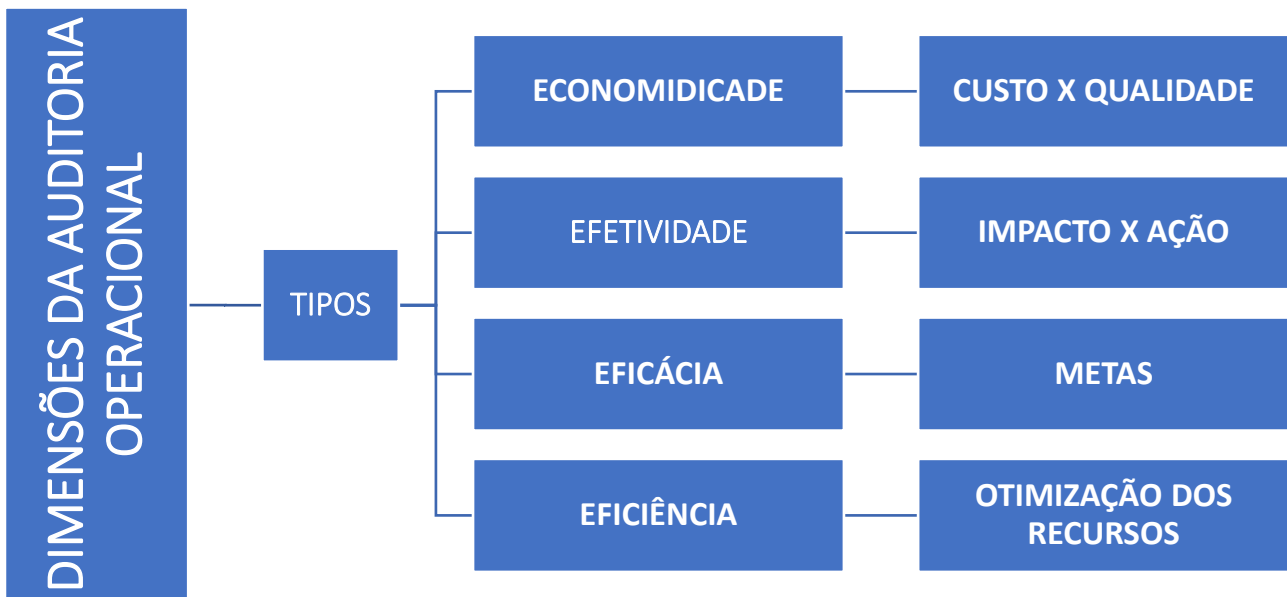 DIMENSÕES DA AUDITORIA
OPERACIONAL
TIPOS
ECONOMIDICADE
CUSTO X QUALIDADE
EFETIVIDADE
IMPACTO X AÇÃO
EFICÁCIA
METAS
EFICIÊNCIA
OTIMIZAÇÃO DOS
RECURSOS